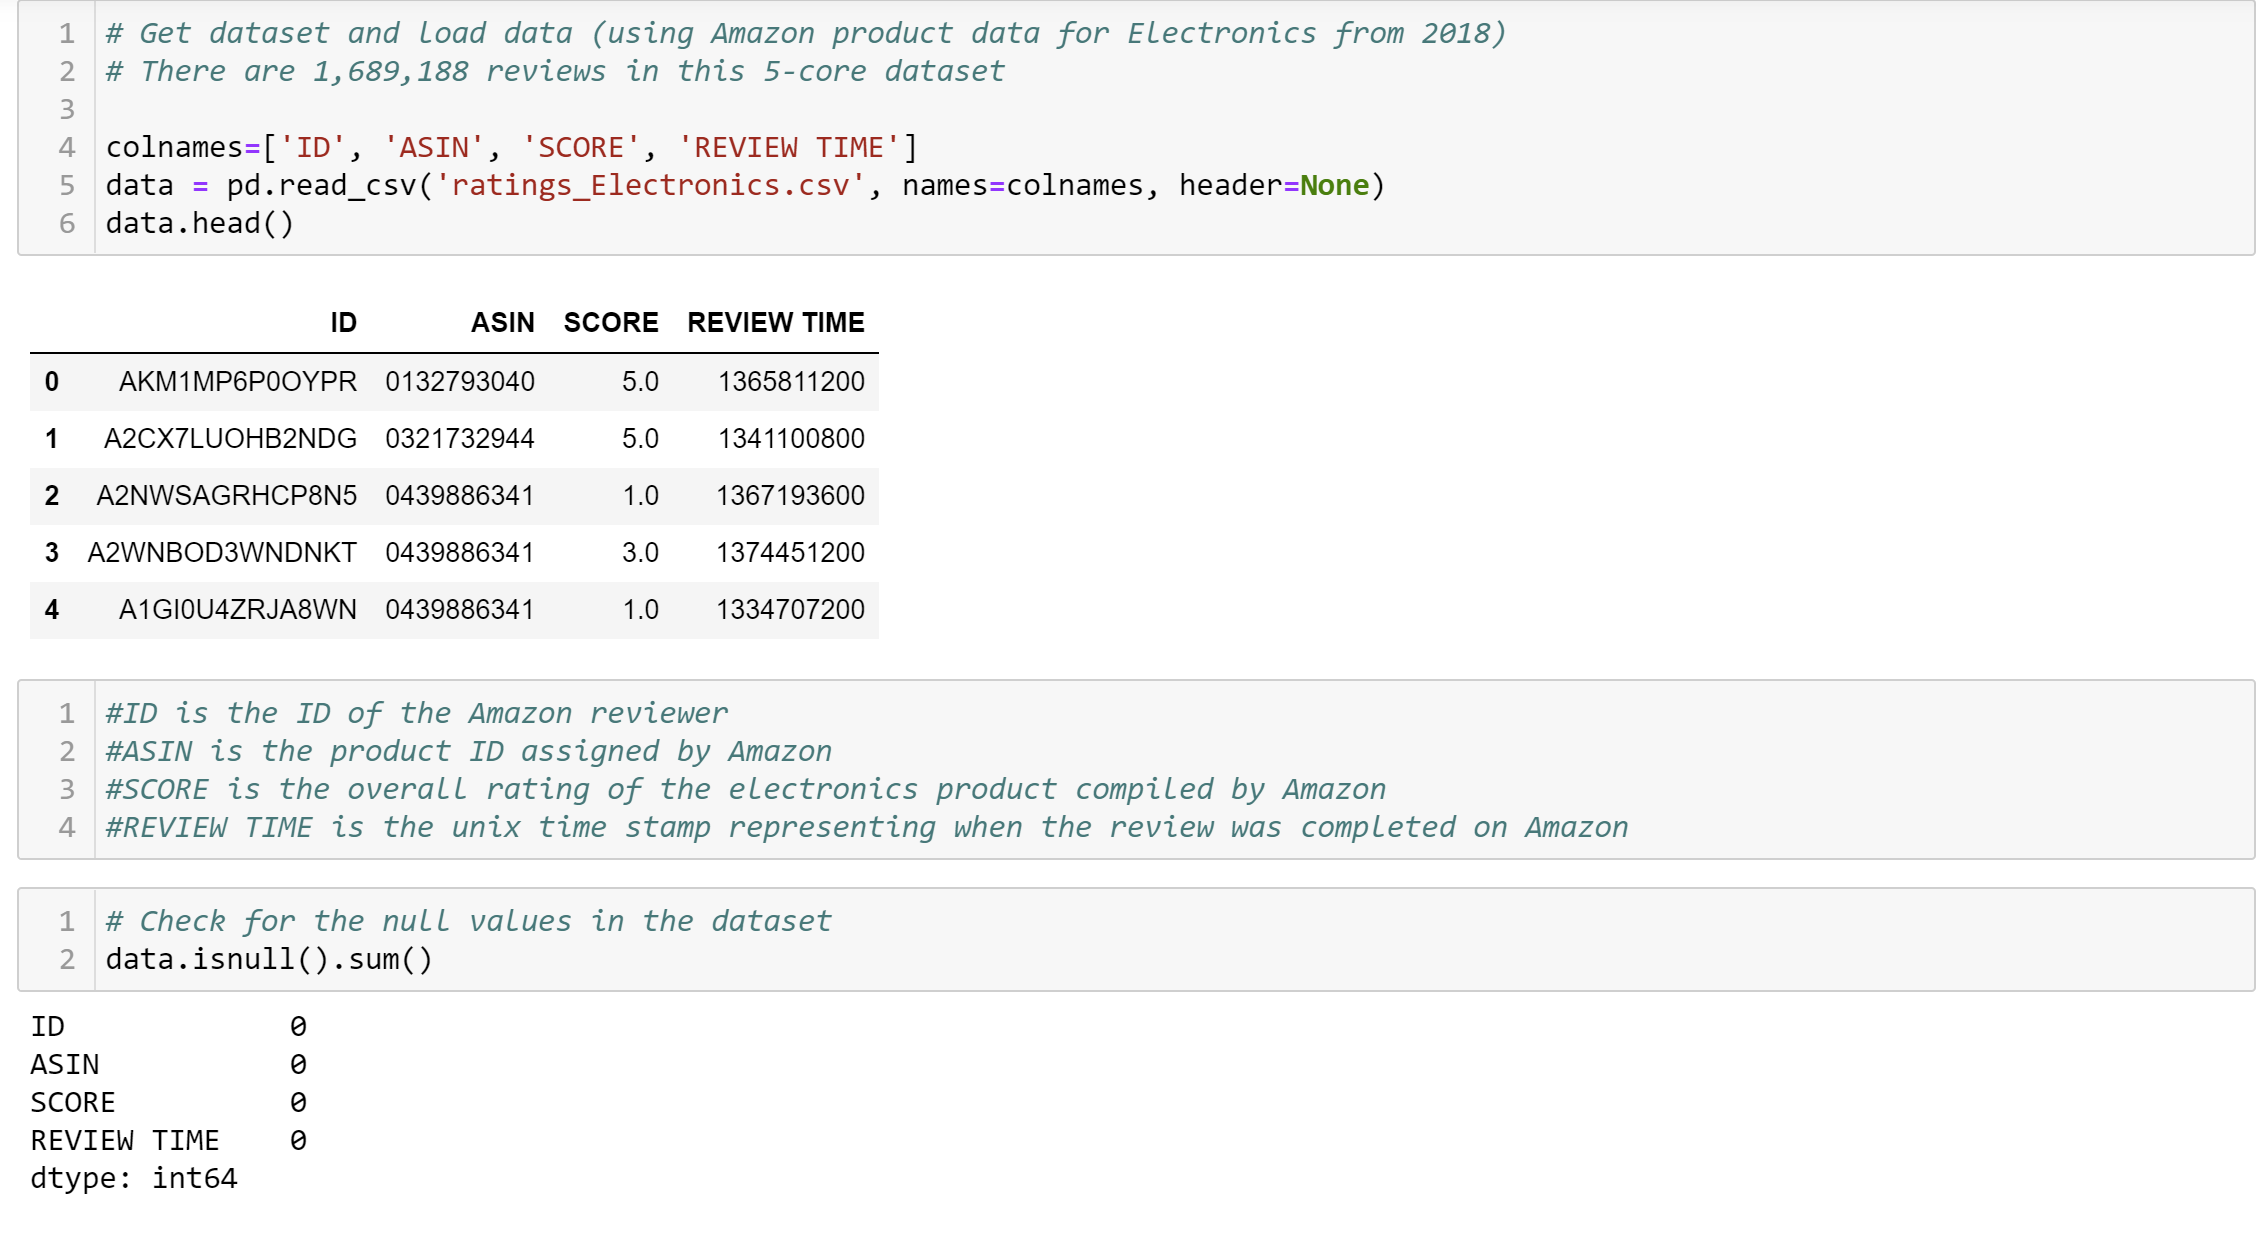 1 # Get dataset and load data (using Amazon product data for Electronics from 2018)
2 # There are 1,689,188 reviews in this 5-core dataset
3
4 colnames=['ID', 'ASIN', 'SCORE', 'REVIEW TIME']
5 data = pd.read_csv('ratings_Electronics.csv', names=colnames, header=None)
6 data.head()
ID ASIN SCORE REVIEW TIME
0 AKM1MP6P0OYPR 0132793040 5.0 1365811200
1 A2CX7LUOHB2NDG 0321732944 5.0 1341100800
2 A2NWSAGRHCP8N5 0439886341 1.0 1367193600
3 A2WNBOD3WNDNKT 0439886341 3.0 1374451200
4 A1GI0U4ZRJA8WN 0439886341 1.0 1334707200
1 #ID is the ID of the Amazon reviewer
2 #ASIN is the product ID assigned by Amazon
3 #SCORE is the overall rating of the electronics product compiled by Amazon
4 #REVIEW TIME is the unix time stamp representing when the review was completed on Amazon
1 # Check for the null values in the dataset
2 data.isnull().sum()
ID 0
ASIN 0
SCORE 0
REVIEW TIME 0
dtype: int64